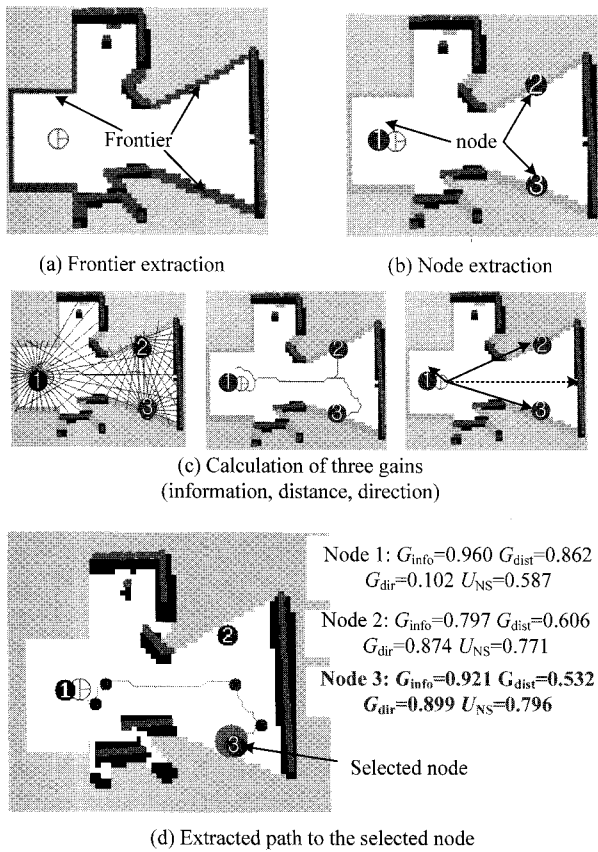 Frontier
(a) Frontier extraction
1
node
2
3
(b) Node extraction
1
2
3
1
2
3
1
2
3
(c) Calculation of three gains
(information, distance, direction)
1
2
3
Selected node
Node 1: Ginfo=0.960 Gdist=0.862
Gdir=0.102 UNS=0.587
Node 2: Ginfo=0.797 Gdist=0.606
Gdir=0.874 UNS=0.771
Node 3: Ginfo=0.921 Gdist=0.532
Gdir=0.899 UNS=0.796
(d) Extracted path to the selected node